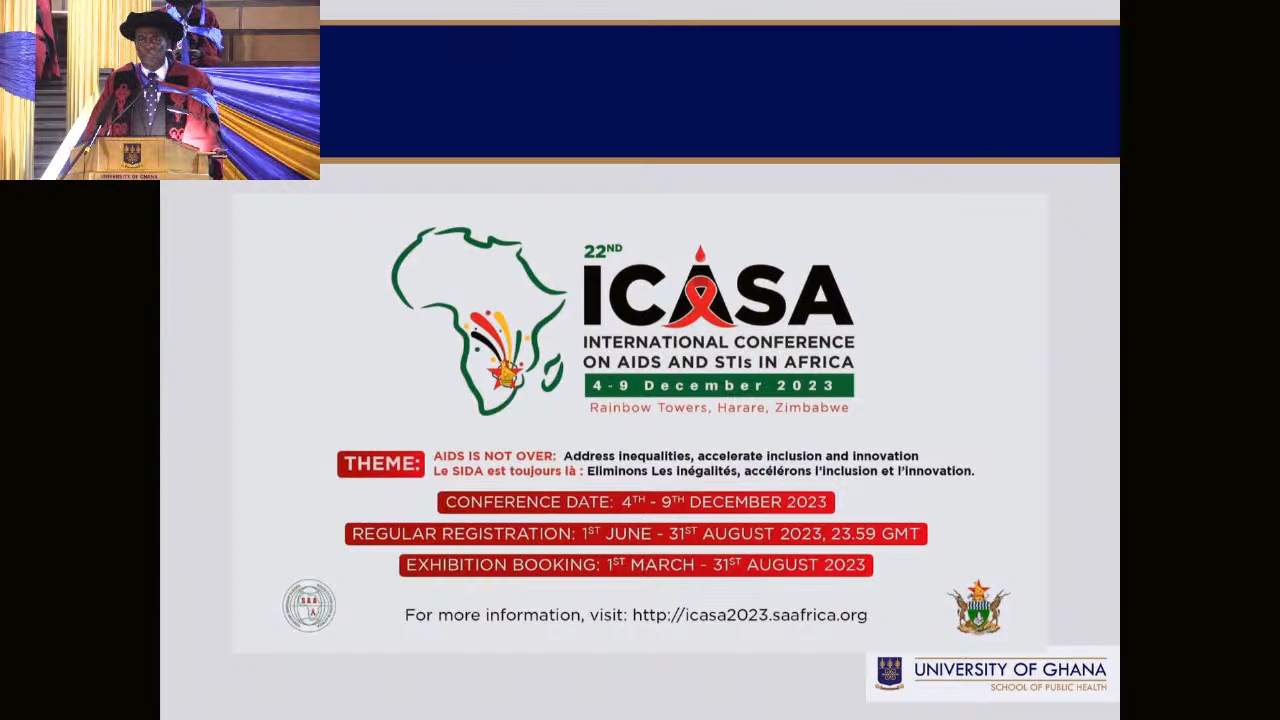 UNIVERSITY OF GHANA
22ND
ICASA
INTERNATIONAL CONFERENCE
ON AIDS AND STIs IN AFRICA
4-9 December 2023
Rainbow Towers, Harare, Zimbabwe
THEME:
AIDS IS NOT OVER: Address inequalities, accelerate inclusion and innovation
Le SIDA est toujours là : Eliminons Les inégalités, accélérons l'inclusion et l'innovation.
CONFERENCE DATE: 4TH - 9TH DECEMBER 2023
REGULAR REGISTRATION: 1ST JUNE - 31ST AUGUST 2023, 23.59 GMT
EXHIBITION BOOKING: 1ST MARCH - 31ST AUGUST 2023
S.A.A
For more information, visit: http://icasa2023.saafrica.org
UNIVERSITY OF GHANA
SCHOOL OF PUBLIC HEALTH